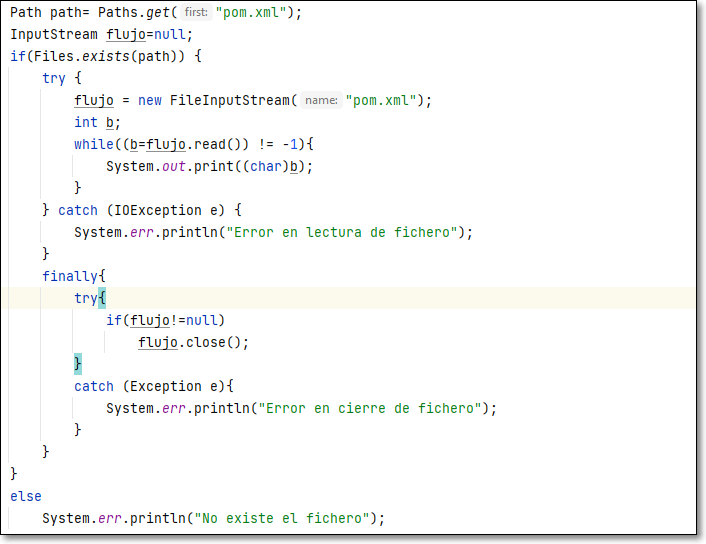 Path path= Paths.get( first: "pom.xml");
InputStream flujo=null;
if(Files.exists(path)) {
    try {
        flujo = new FileInputStream( name: "pom.xml");
        int b;
        while((b=flujo.read()) != -1){
            System.out.print((char)b);
        }
    } catch (IOException e) {
        System.err.println("Error en lectura de fichero");
    }
    finally{
        try{
            if(flujo!=null)
                flujo.close();
        }
        catch (Exception e){
            System.err.println("Error en cierre de fichero");
        }
    }
}
else
    System.err.println("No existe el fichero");